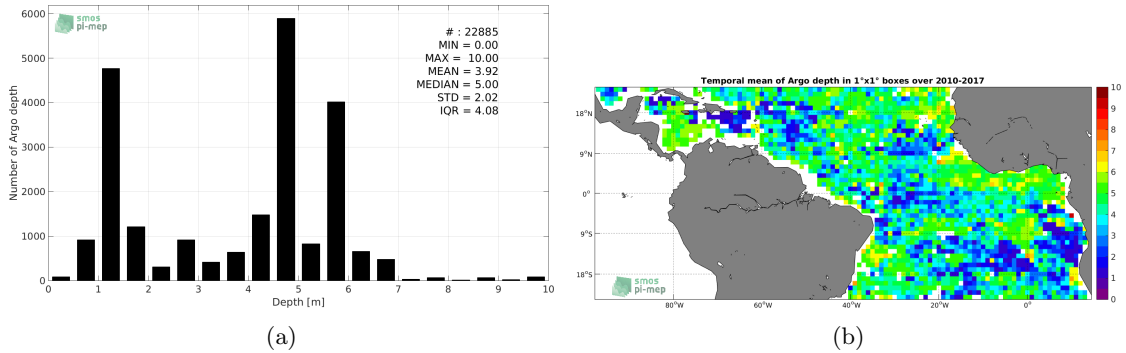 smos
pi-mep
# : 22885
MIN = 0.00
MAX = 10.00
MEAN = 3.92
MEDIAN = 5.00
STD = 2.02
IQR = 4.08
Number of Argo depth
6000
5000
4000
3000
2000
1000
0
0 1 2 3 4 5 6 7 8 9 10
Depth [m]
(a)
Temporal mean of Argo depth in 1°x1° boxes over 2010-2017
18°N
9°N
0°
9°S
18°S
80°W 60°W 40°W 20°W 0°
smos
pi-mep
10
9
8
7
6
5
4
3
2
1
0
(b)